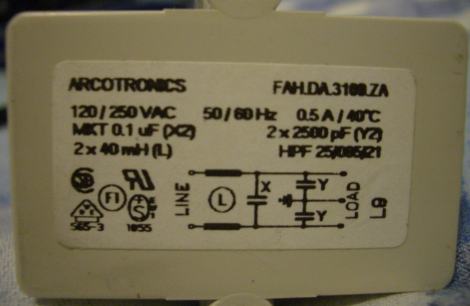 ARCOTRONICS FAH.DA.3100.ZA
120 / 250 VAC 50 / 60 Hz 0.5 A / 40°C
MKT 0.1 uF (X2) 2 x 2500 pF (Y2)
2 x 40 mH (L) HPF 25/085/21
LINE L X Y Y LOAD L9
FI
565-3 1055